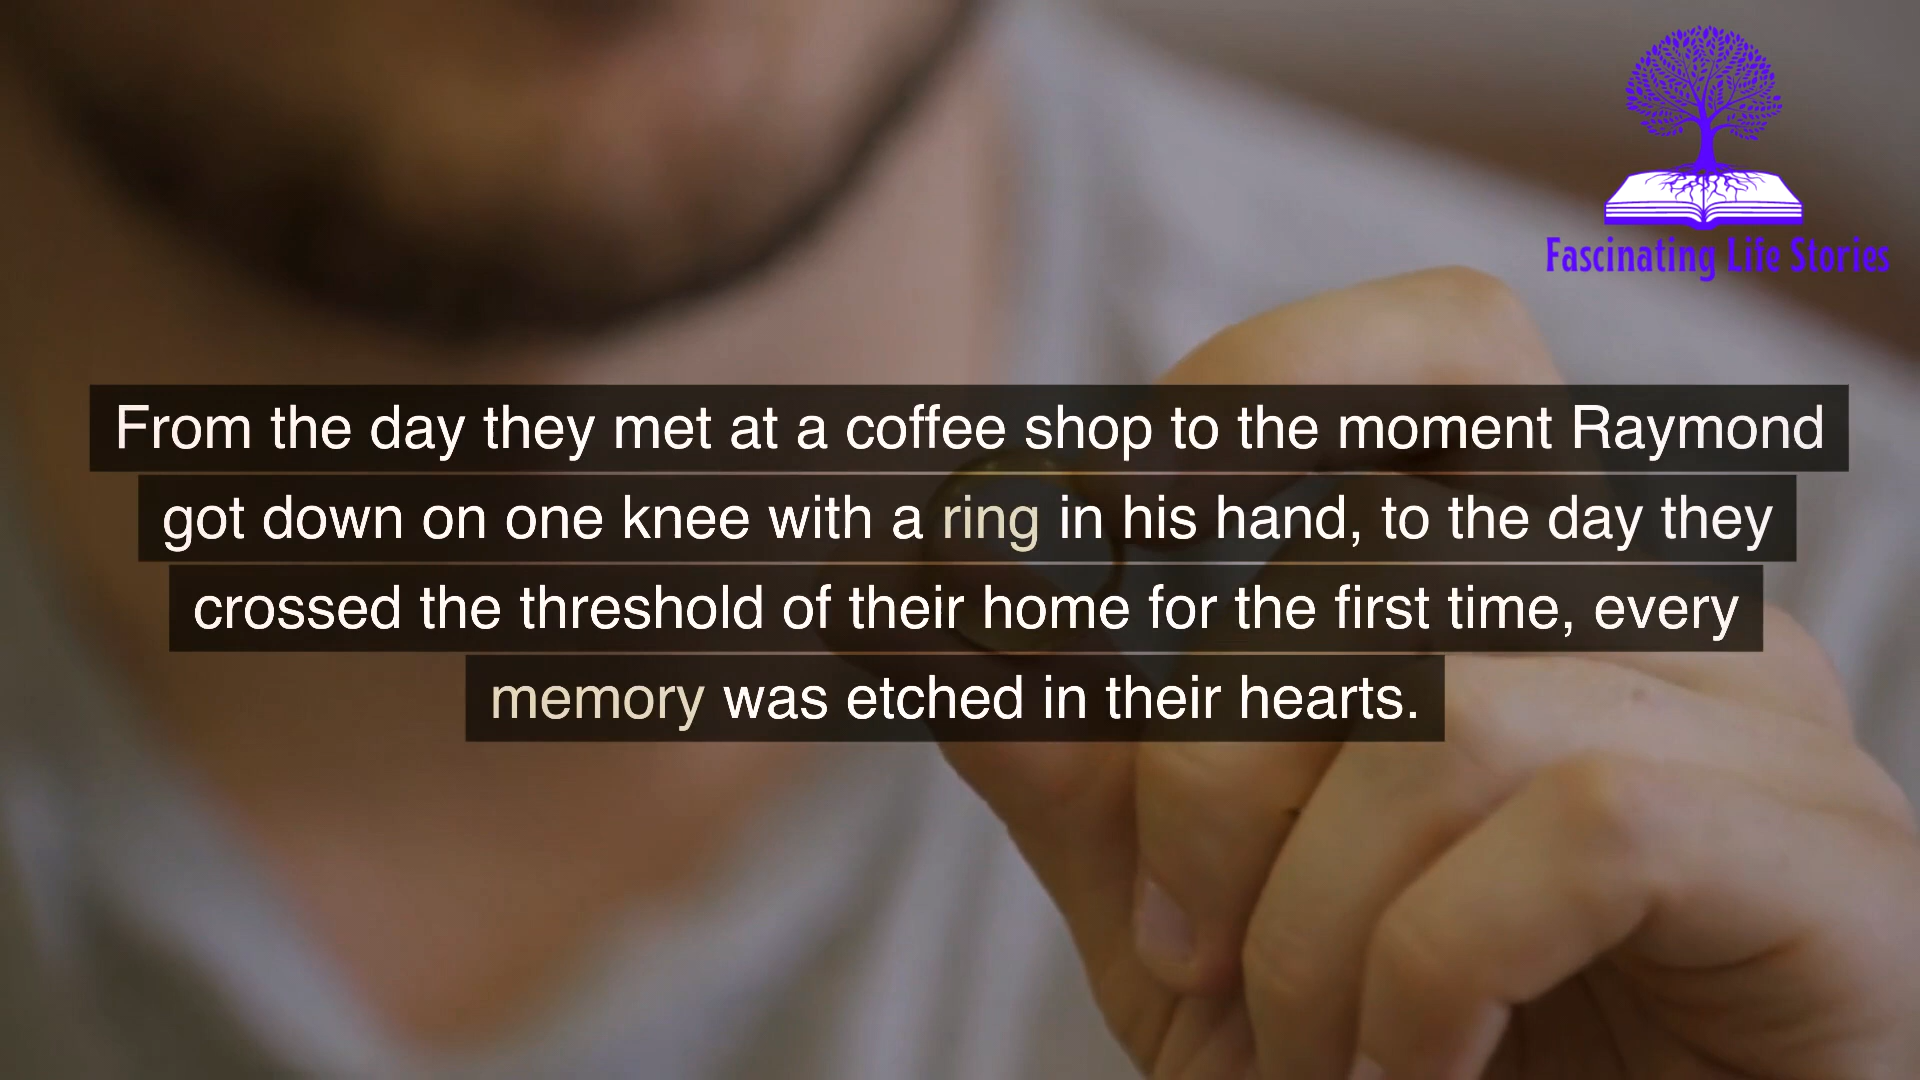 Fascinating Life Stories
From the day they met at a coffee shop to the moment Raymond
got down on one knee with a ring in his hand, to the day they
crossed the threshold of their home for the first time, every
memory was etched in their hearts.